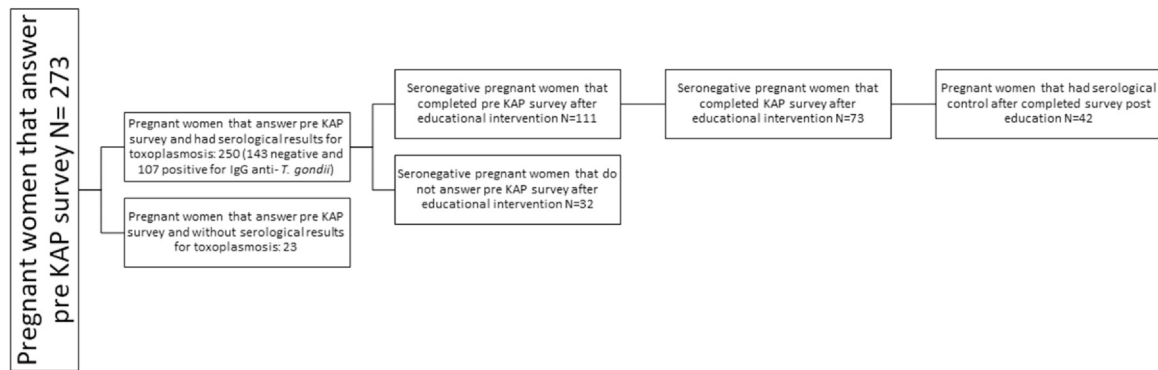 Pregnant women that answer
pre KAP survey N= 273
Pregnant women that answer pre KAP
survey and had serological results for
toxoplasmosis: 250 (143 negative and
107 positive for IgG anti- T. gondii)
Pregnant women that answer pre KAP
survey and without serological results
for toxoplasmosis: 23
Seronegative pregnant women that
completed pre KAP survey after
educational intervention N=111
Seronegative pregnant women that do
not answer pre KAP survey after
educational intervention N=32
Seronegative pregnant women that
completed KAP survey after
educational intervention N=73
Pregnant women that had serological
control after completed survey post
education N=42